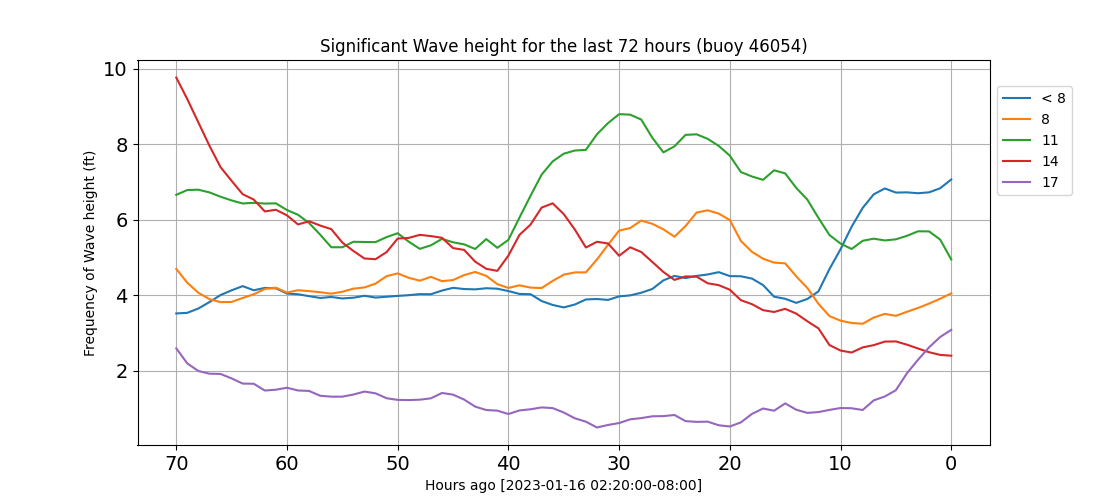 Significant Wave height for the last 72 hours (buoy 46054)
10
8
6
4
2
Frequency of Wave height (ft)
70 60 50 40 30 20 10 0
Hours ago [2023-01-16 02:20:00-08:00]
< 8
8
11
14
17